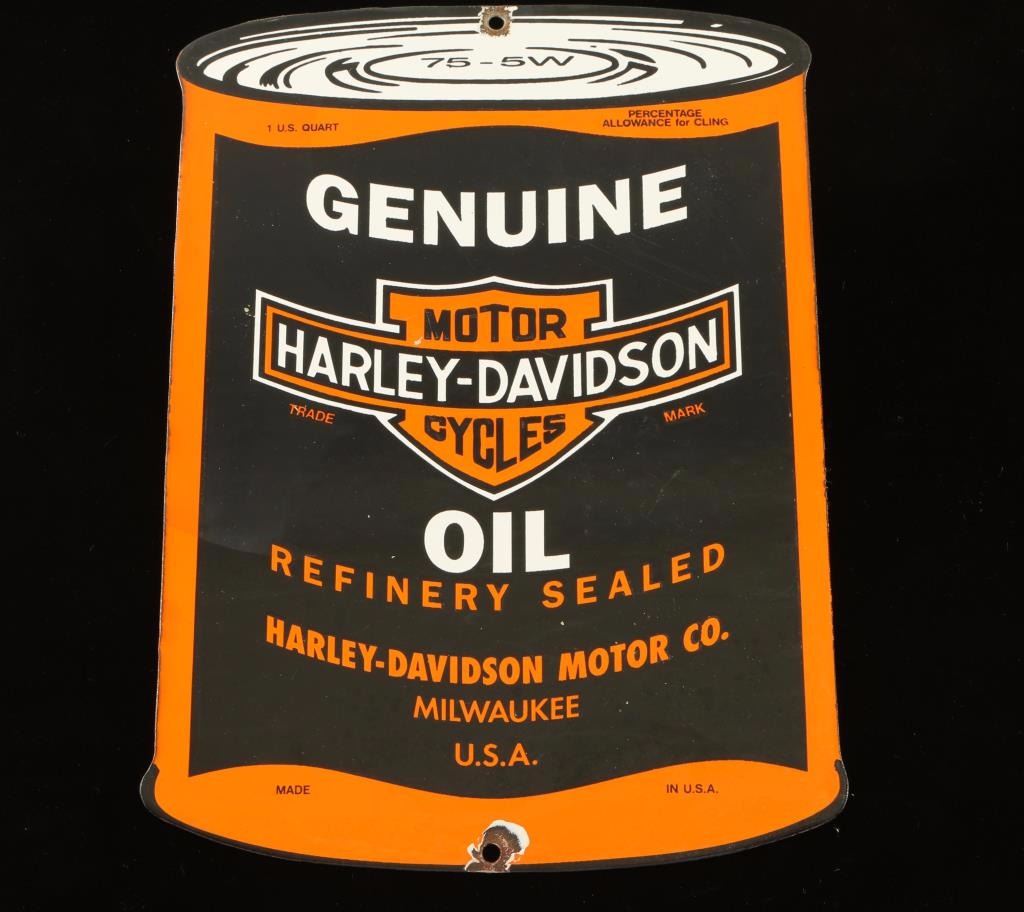 75-5W
1 U.S. QUART
PERCENTAGE
ALLOWANCE for CLING
GENUINE
MOTOR
HARLEY-DAVIDSON
CYCLES
TRADE MARK
OIL
REFINERY SEALED
HARLEY-DAVIDSON MOTOR CO.
MILWAUKEE
U.S.A.
MADE IN U.S.A.